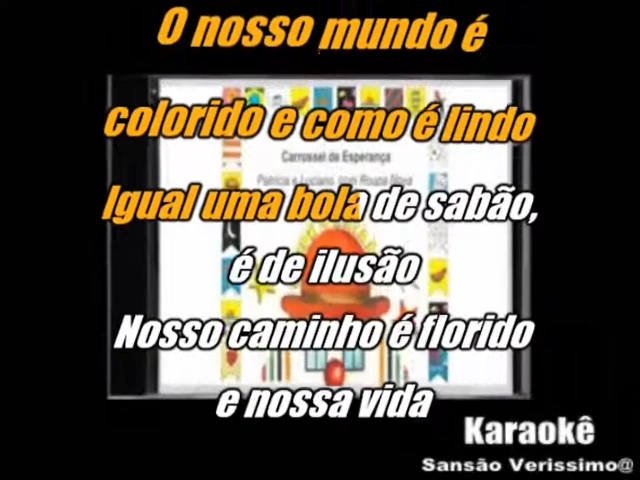 O nosso mundo é
colorido e como é lindo
Carrossel de Esperança
Patricia e Luciano com Roupa Nova
Igual uma bola de sabão,
é de ilusão
Nosso caminho é florido
e nossa vida
Karaokê
Sansão Verissimo@